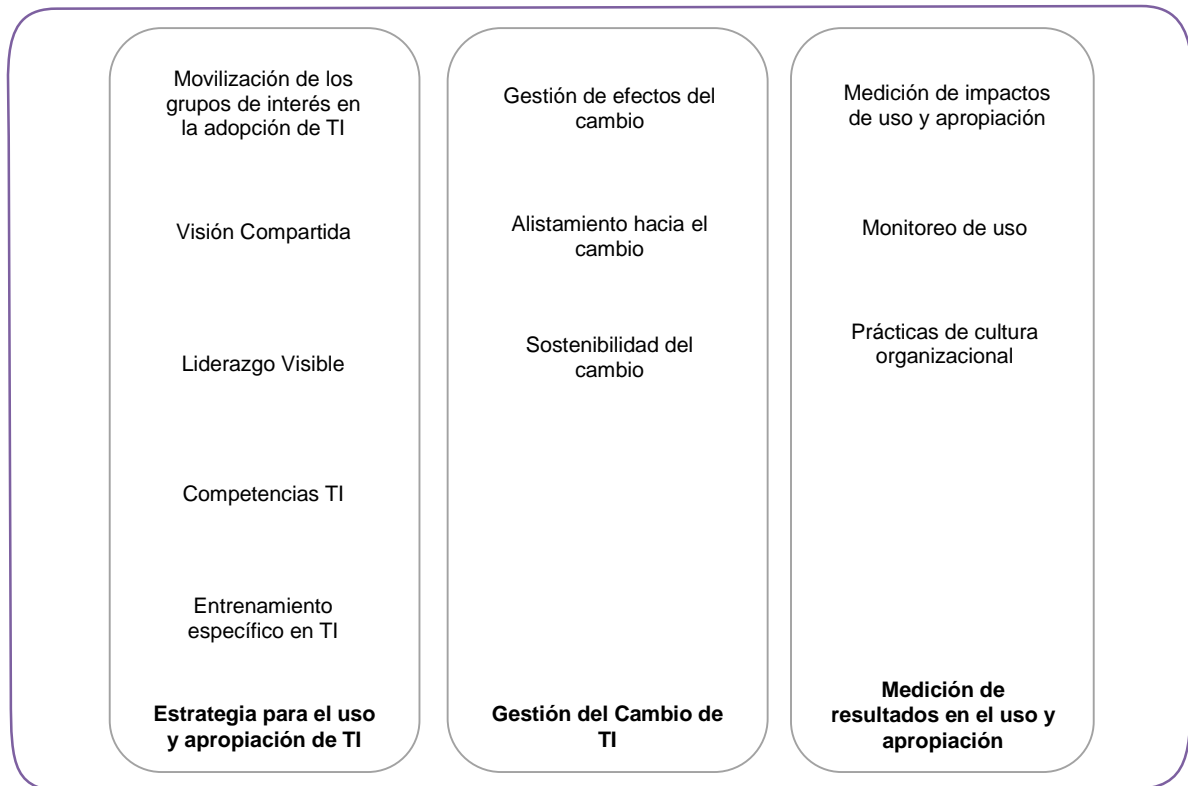 Movilización de los
grupos de interés en
la adopción de TI
Visión Compartida
Liderazgo Visible
Competencias TI
Entrenamiento
específico en TI
Estrategia para el uso
y apropiación de TI
Gestión de efectos del
cambio
Alistamiento hacia el
cambio
Sostenibilidad del
cambio
Gestión del Cambio de
TI
Medición de impactos
de uso y apropiación
Monitoreo de uso
Prácticas de cultura
organizacional
Medición de
resultados en el uso y
apropiación